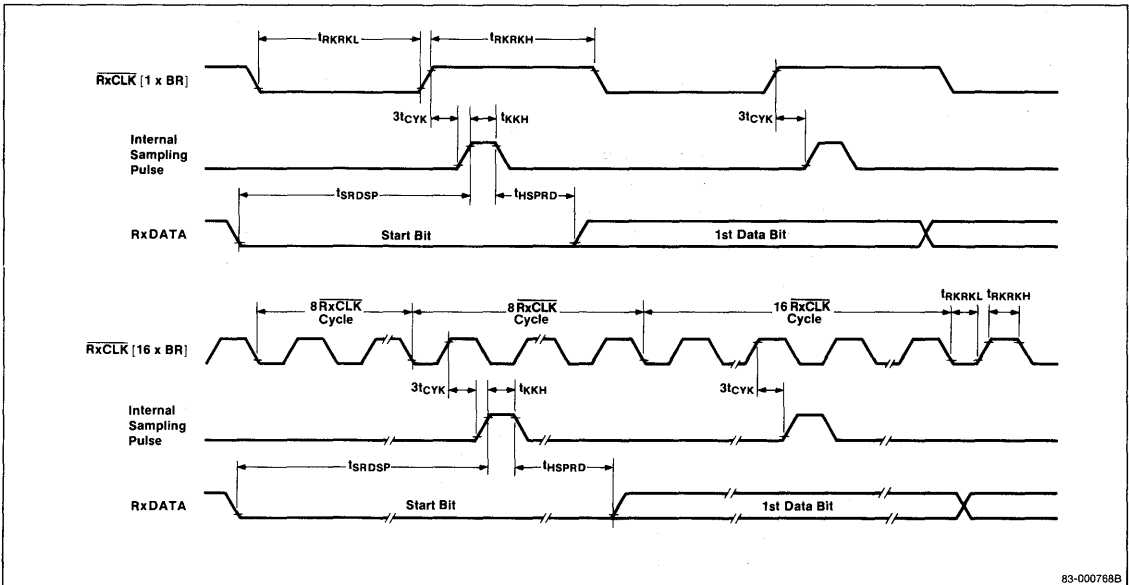 tRKRKL
tRKRKH
RxCLK [1 x BR]
3tCYK
tKKH
3tCYK
Internal
Sampling
Pulse
tSRDSP
tHSPRD
RxDATA
Start Bit
1st Data Bit
8 RxCLK
Cycle
8 RxCLK
Cycle
16 RxCLK
Cycle
tRKRKL
tRKRKH
RxCLK [16 x BR]
3tCYK
tKKH
3tCYK
Internal
Sampling
Pulse
tSRDSP
tHSPRD
RxDATA
Start Bit
1st Data Bit
83-000768B